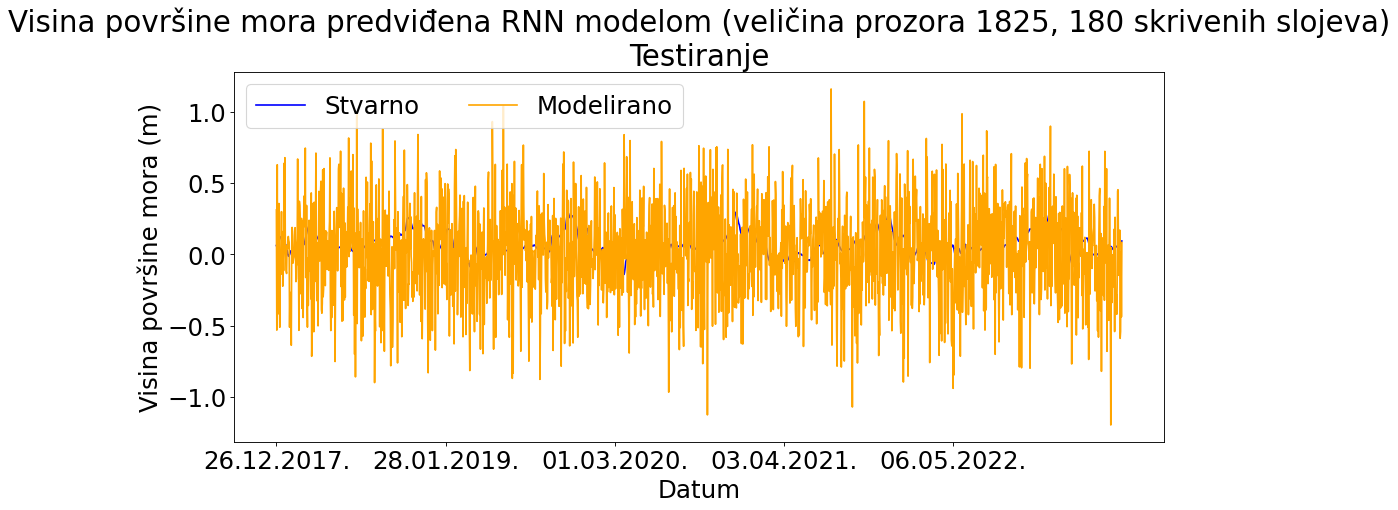 Visina površine mora predviđena RNN modelom (veličina prozora 1825, 180 skrivenih slojeva)
Testiranje
Stvarno
Modelirano
Visina površine mora (m)
1.0
0.5
0.0
−0.5
−1.0
26.12.2017.
28.01.2019.
01.03.2020.
03.04.2021.
06.05.2022.
Datum